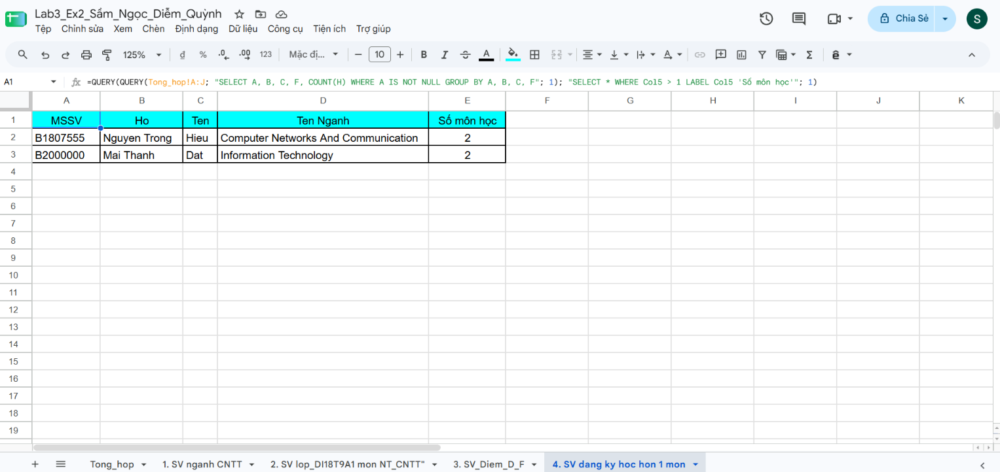 Lab3_Ex2_Sầm_Ngọc_Diễm_Quỳnh
Tệp Chỉnh sửa Xem Chèn Định dạng Dữ liệu Công cụ Tiện ích Trợ giúp
Chia Sẻ
S
125% đ % .0 .00 123 Mặc đị... 10 B I S A Σ ê
A1 fx =QUERY(QUERY(Tong_hop!A:J; "SELECT A, B, C, F, COUNT(H) WHERE A IS NOT NULL GROUP BY A, B, C, F"; 1); "SELECT * WHERE Col5 > 1 LABEL Col5 'Số môn học'"; 1)
A B C D E F G H I J K
1 MSSV Ho Ten Ten Nganh Số môn học
2 B1807555 Nguyen Trong Hieu Computer Networks And Communication 2
3 B2000000 Mai Thanh Dat Information Technology 2
4
5
6
7
8
9
10
11
12
13
14
15
16
17
18
19
Tong_hop 1. SV nganh CNTT 2. SV lop_DI18T9A1 mon NT_CNTT" 3. SV_Diem_D_F 4. SV dang ky hoc hon 1 mon